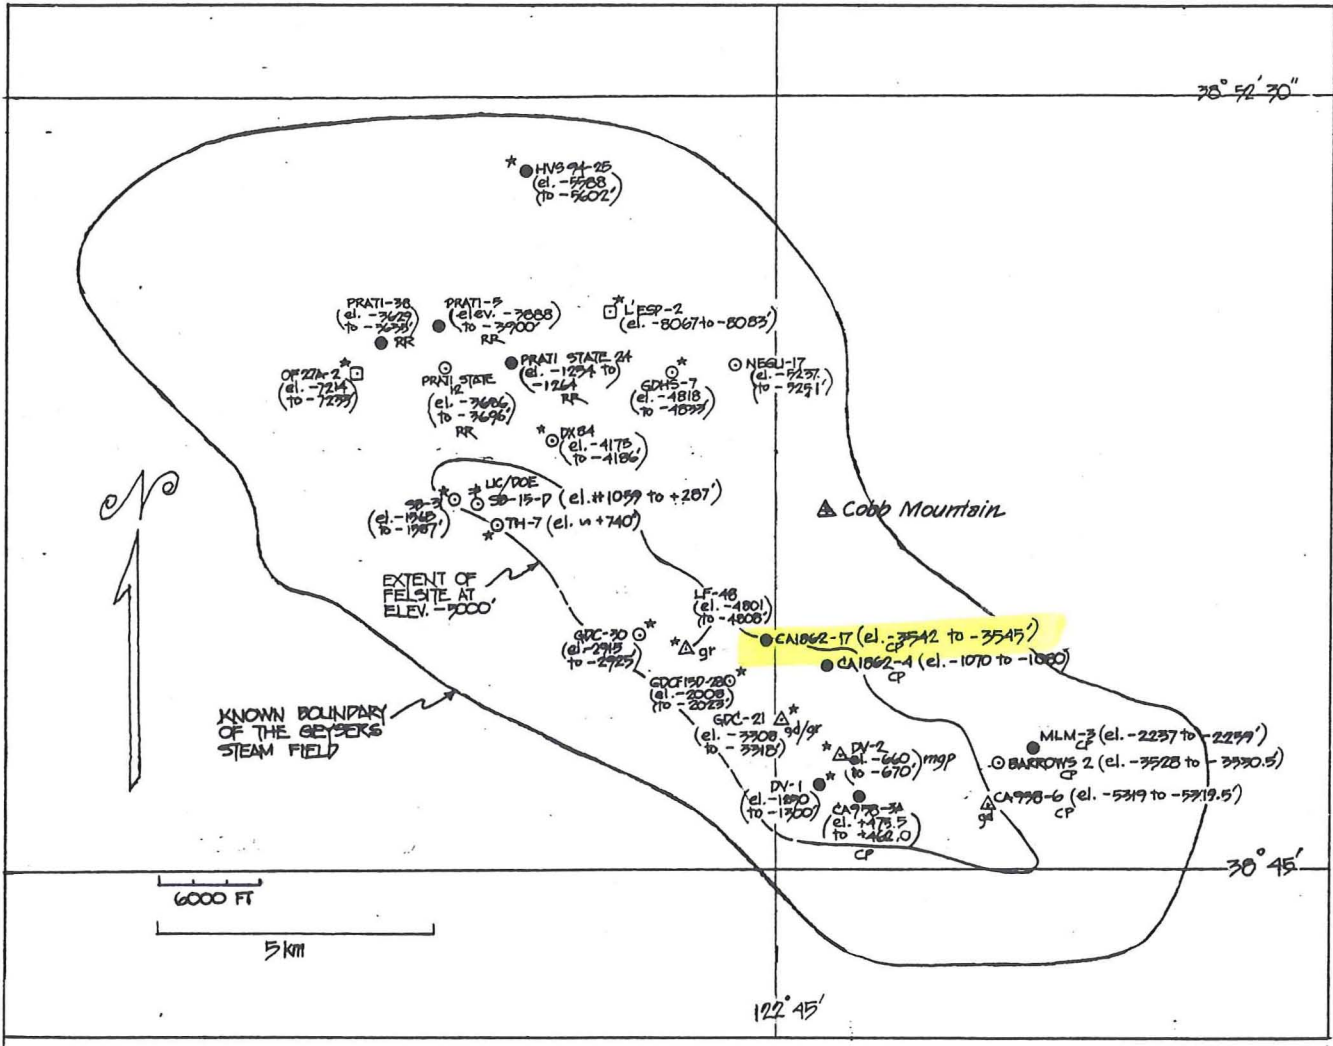 38° 52' 30"
* HVS 94-25
(el. -5588
to -5602')
PRATI-38
(el. -3629
to -3635')
RR
PRATI-5
(elev. -3888
to -3900')
RR
* L'ESP-2
(el. -8067 to -8083')
OF27A-2 *
(el. -7214
to -7233')
PRATI STATE
12
(el. -3686
to -3696')
RR
PRATI STATE 24
(el. -1254 to
-1264)
RR
*
GDHS-7
(el. -4818
to -4833')
NEGU-17
(el. -5237
to -5251')
* DX84
(el. -4175
to -4186')
SB-3 *
(el. -1568
to -1587')
* UC/DOE
SB-15-D (el. +1059 to +287')
TH-7 (el. ~ +740')
*
Cobb Mountain
EXTENT OF
FELSITE AT
ELEV. -3000'
LF-48
(el. -4801
to -4808')
* gr
GDC-30 *
(el. -2915
to -2925)
CA1862-17 (el. -3542 to -3545')
CP
CA1862-4 (el. -1070 to -1080')
CP
GDCF15D-28 *
(el. -2008
to -2023')
GDC-21 *
(el. -3308
to -3318')
gd/gr
KNOWN BOUNDARY
OF THE GEYSERS
STEAM FIELD
* DV-2
(el. -660
to -670')
mgp
MLM-3 (el. -2237 to -2259')
CP
BARROWS 2 (el. -3528 to -3530.5')
CP
DV-1 *
(el. -1290
to -1300')
CA958-6 (el. -5319 to -5319.5')
gd CP
CA958-3A
(el. +475.5
to +462.0)
CP
38° 45'
6000 FT
5 km
122° 45'